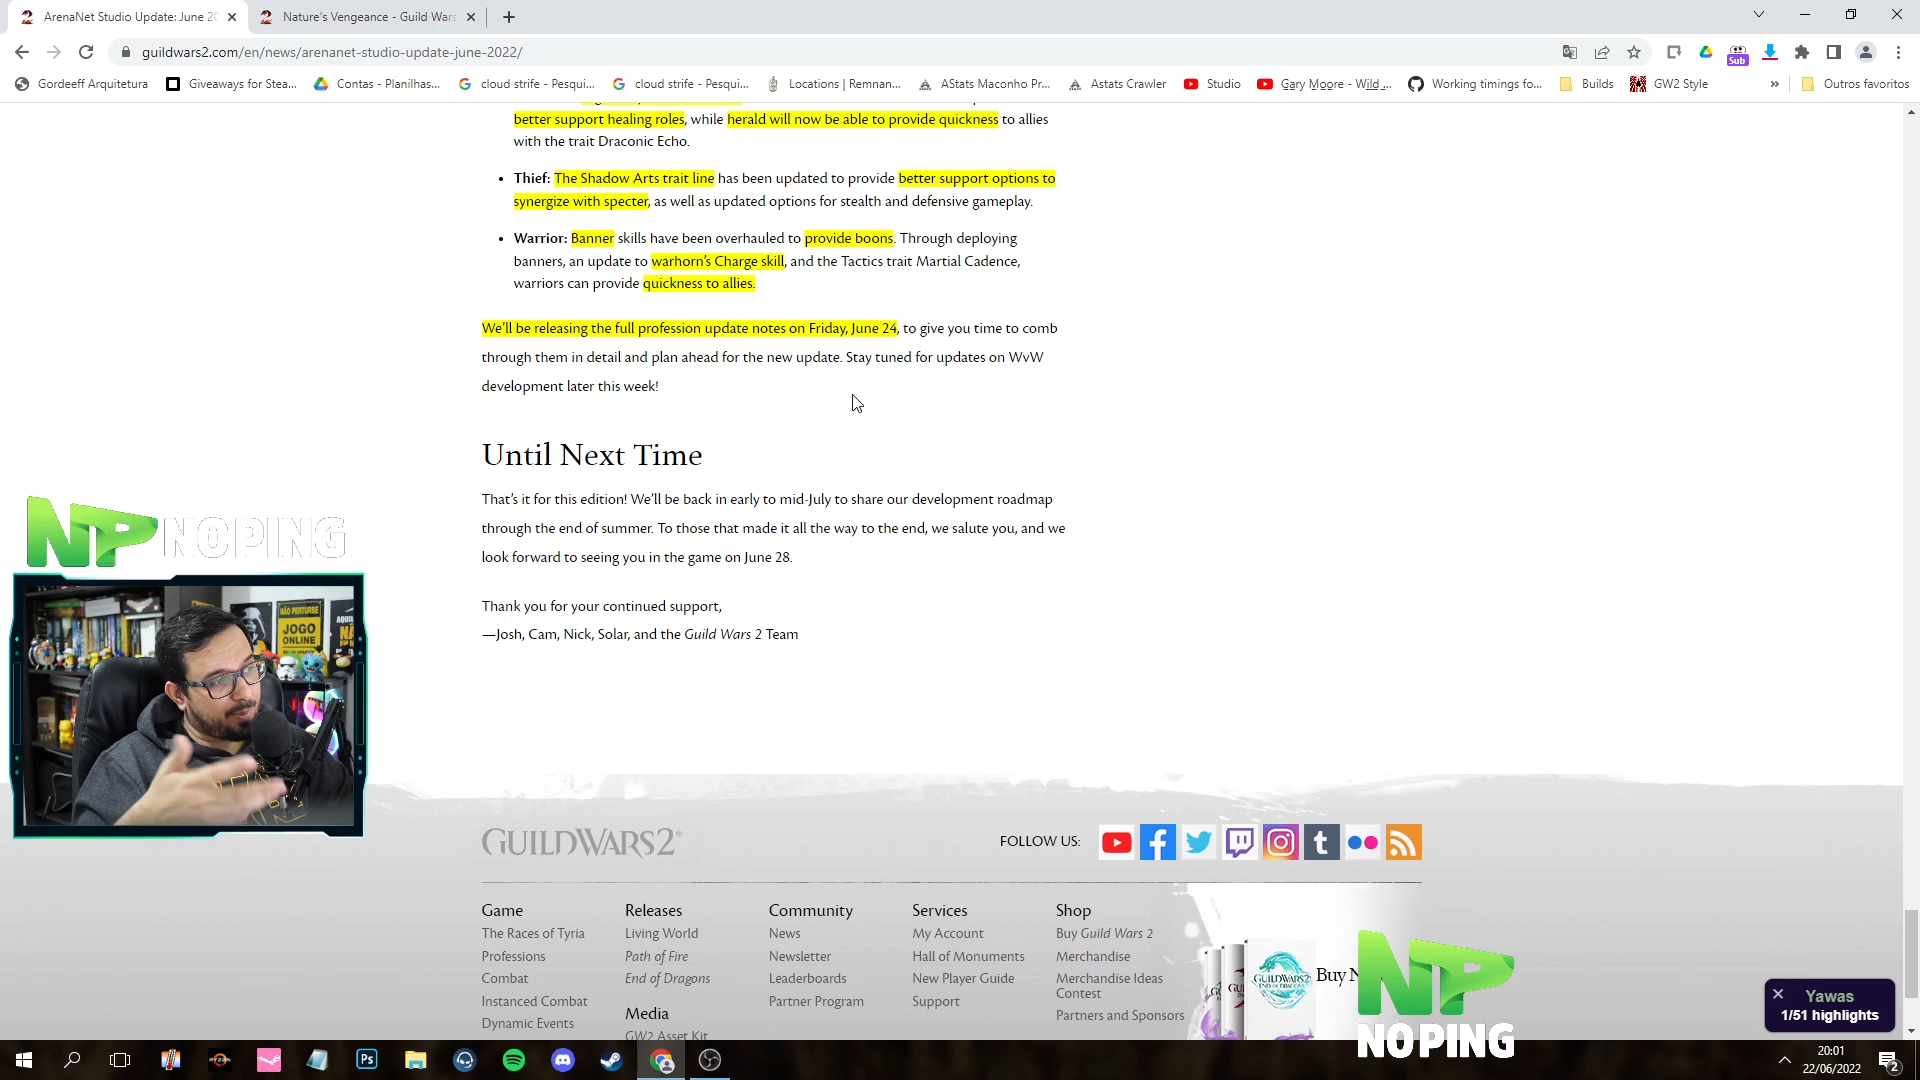 ArenaNet Studio Update: June 20
Nature's Vengeance - Guild Wars
guildwars2.com/en/news/arenanet-studio-update-june-2022/
Sub
Gordeeff Arquitetura
Giveaways for Stea...
Contas - Planilhas...
cloud strife - Pesqui...
cloud strife - Pesqui...
Locations | Remnan...
AStats Maconho Pr...
Astats Crawler
Studio
Gary Moore - Wild ...
Working timings fo...
Builds
GW2 Style
»
Outros favoritos
better support healing roles, while herald will now be able to provide quickness to allies
with the trait Draconic Echo.
• Thief: The Shadow Arts trait line has been updated to provide better support options to
synergize with specter, as well as updated options for stealth and defensive gameplay.
• Warrior: Banner skills have been overhauled to provide boons. Through deploying
banners, an update to warhorn's Charge skill, and the Tactics trait Martial Cadence,
warriors can provide quickness to allies.
We'll be releasing the full profession update notes on Friday, June 24, to give you time to comb
through them in detail and plan ahead for the new update. Stay tuned for updates on WvW
development later this week!
Until Next Time
That's it for this edition! We'll be back in early to mid-July to share our development roadmap
through the end of summer. To those that made it all the way to the end, we salute you, and we
look forward to seeing you in the game on June 28.
Thank you for your continued support,
—Josh, Cam, Nick, Solar, and the Guild Wars 2 Team
NP NOPING
NÃO PERTURBE
JOGO
ONLINE
GUILDWARS2
FOLLOW US:
Game
The Races of Tyria
Professions
Combat
Instanced Combat
Dynamic Events
Releases
Living World
Path of Fire
End of Dragons
Media
GW2 Asset Kit
Community
News
Newsletter
Leaderboards
Partner Program
Services
My Account
Hall of Monuments
New Player Guide
Support
Shop
Buy Guild Wars 2
Merchandise
Merchandise Ideas
Contest
Partners and Sponsors
GUILDWARS2
Buy N
NP
NOPING
Yawas
1/51 highlights
Ps
20:01
22/06/2022
2